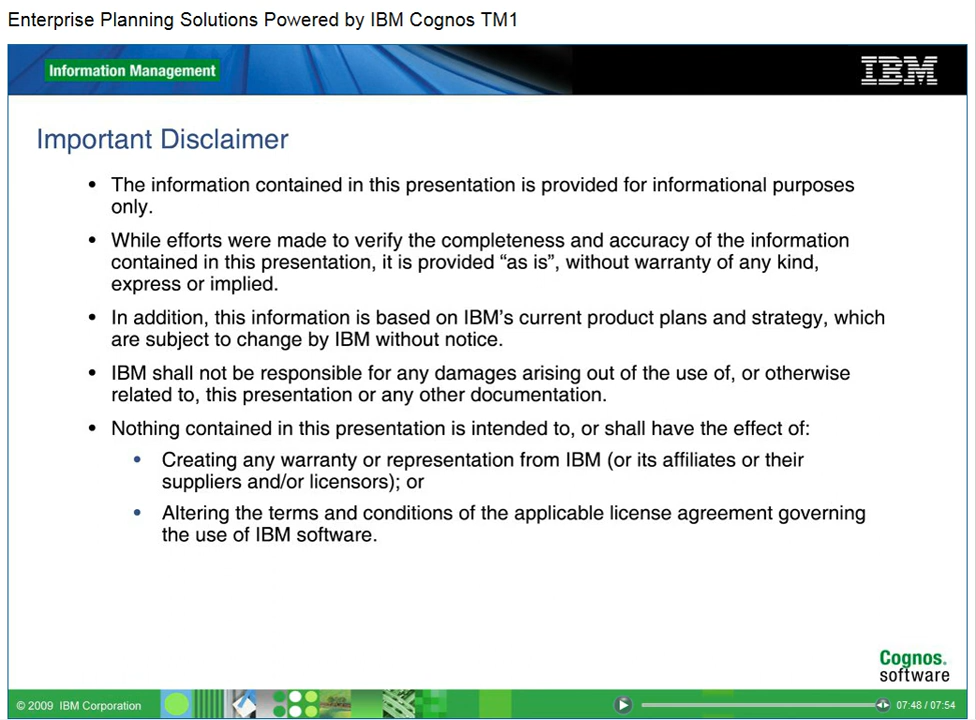 Enterprise Planning Solutions Powered by IBM Cognos TM1
Information Management
IBM
Important Disclaimer
• The information contained in this presentation is provided for informational purposes
only.
• While efforts were made to verify the completeness and accuracy of the information
contained in this presentation, it is provided “as is”, without warranty of any kind,
express or implied.
• In addition, this information is based on IBM’s current product plans and strategy, which
are subject to change by IBM without notice.
• IBM shall not be responsible for any damages arising out of the use of, or otherwise
related to, this presentation or any other documentation.
• Nothing contained in this presentation is intended to, or shall have the effect of:
• Creating any warranty or representation from IBM (or its affiliates or their
suppliers and/or licensors); or
• Altering the terms and conditions of the applicable license agreement governing
the use of IBM software.
Cognos.
software
© 2009 IBM Corporation
07:48 / 07:54